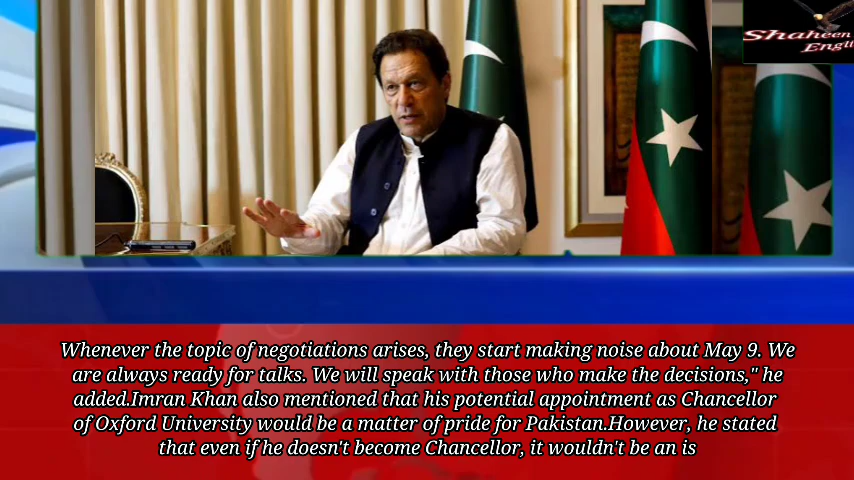 Shaheen
Engli
Whenever the topic of negotiations arises, they start making noise about May 9. We
are always ready for talks. We will speak with those who make the decisions," he
added.Imran Khan also mentioned that his potential appointment as Chancellor
of Oxford University would be a matter of pride for Pakistan.However, he stated
that even if he doesn't become Chancellor, it wouldn't be an is